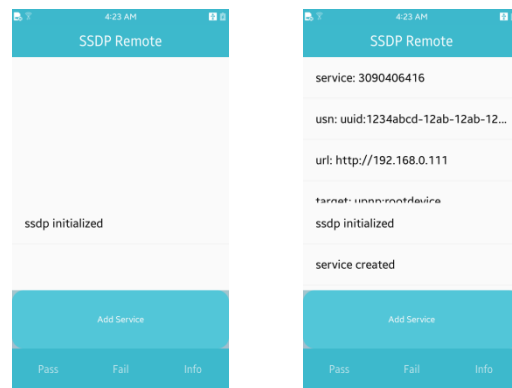 4:23 AM
SSDP Remote
ssdp initialized
Add Service
Pass Fail Info
4:23 AM
SSDP Remote
service: 3090406416
usn: uuid:1234abcd-12ab-12ab-12...
url: http://192.168.0.111
target: upnp:rootdevice
ssdp initialized
service created
Add Service
Pass Fail Info